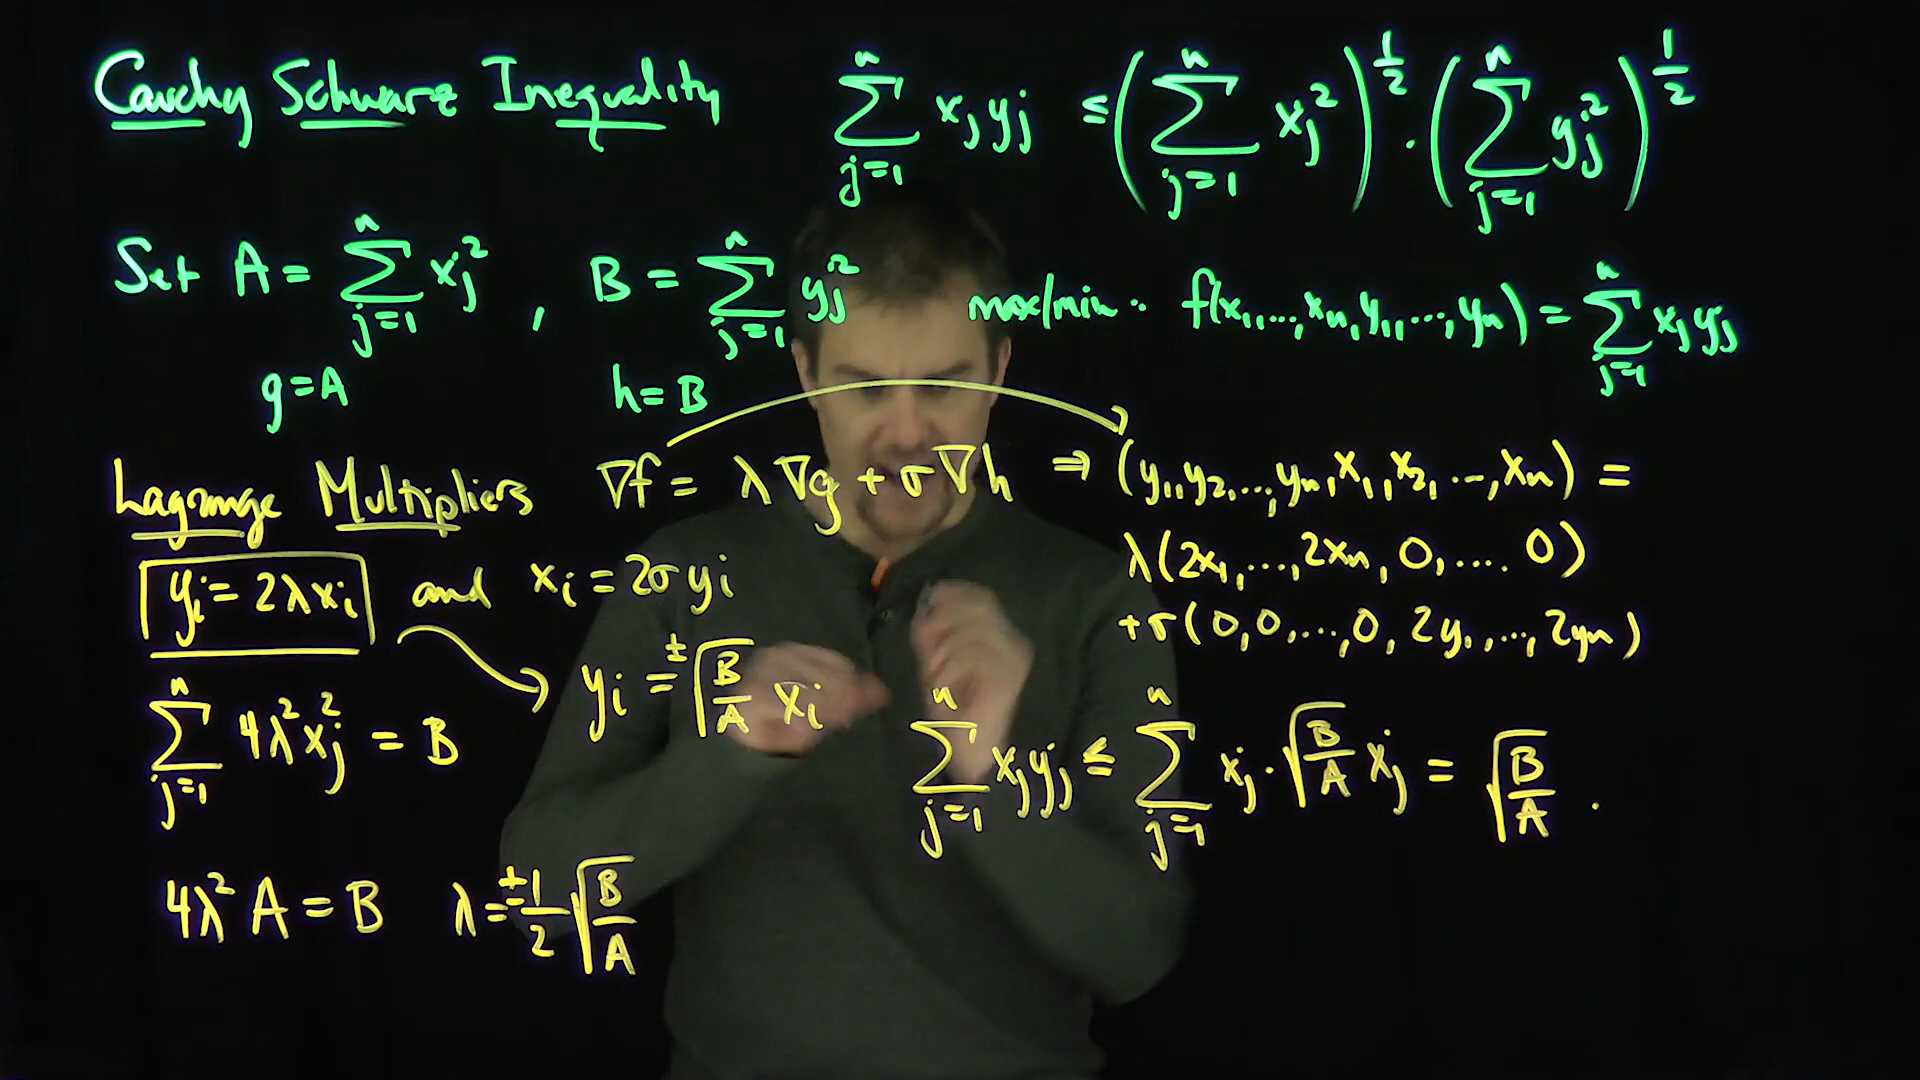 Cauchy Schwarz Inequality ∑_{j=1}^{n} x_j y_j ≤ (∑_{j=1}^{n} x_j^2)^{1/2} · (∑_{j=1}^{n} y_j^2)^{1/2}
Set A = ∑_{j=1}^{n} x_j^2 , B = ∑_{j=1}^{n} y_j^2 max/min. f(x_1,...,x_n,y_1,...,y_n) = ∑_{j=1}^{n} x_j y_j
g=A h=B
Lagrange Multipliers ∇f = λ∇g + σ∇h ⇒ (y_1,y_2,...,y_n,x_1,x_2,...,x_n) =
λ(2x_1,...,2x_n,0,....0)
y_i = 2λx_i and x_i = 2σy_i
+σ(0,0,...,0,2y_1,...,2y_n)
y_i = ±√(B/A) x_i
∑_{j=1}^{n} 4λ^2 x_j^2 = B
∑_{j=1}^{n} x_j y_j ≤ ∑_{j=1}^{n} x_j · √(B/A) x_j = √(B/A) .
4λ^2 A = B λ = ±1/2 √(B/A)